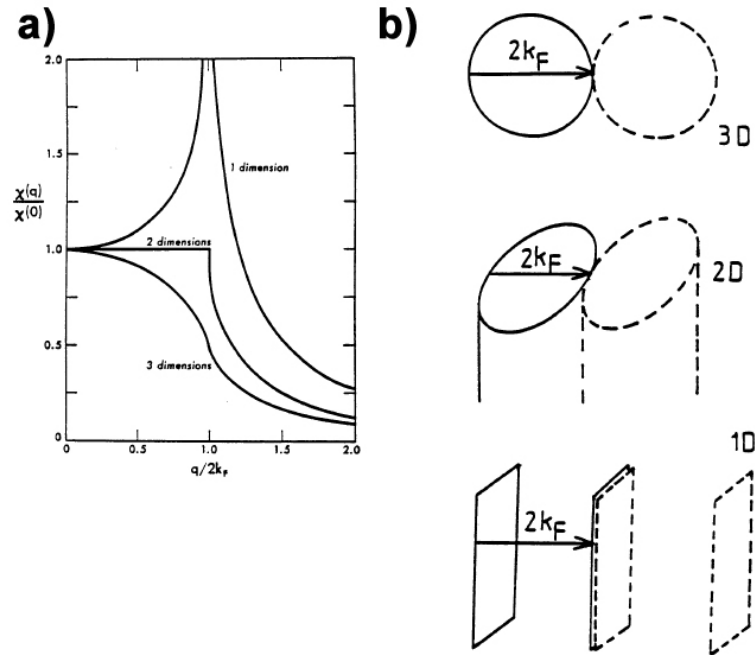 a)
2.0
1.5
1.0
0.5
0
χ(q)
χ(0)
1 dimension
2 dimensions
3 dimensions
0 0.5 1.0 1.5 2.0
q/2kF
b)
2kF
3D
2kF
2D
1D
2kF